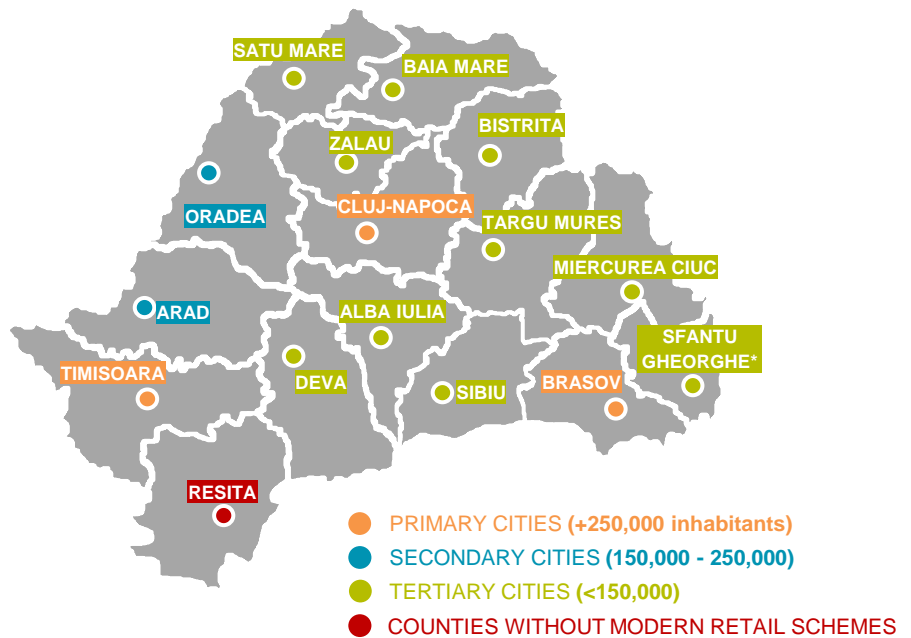 SATU MARE
BAIA MARE
BISTRITA
ZALAU
ORADEA
CLUJ-NAPOCA
TARGU MURES
MIERCUREA CIUC
ARAD
ALBA IULIA
SFANTU
GHEORGHE*
TIMISOARA
DEVA
SIBIU
BRASOV
RESITA
PRIMARY CITIES (+250,000 inhabitants)
SECONDARY CITIES (150,000 - 250,000)
TERTIARY CITIES (<150,000)
COUNTIES WITHOUT MODERN RETAIL SCHEMES